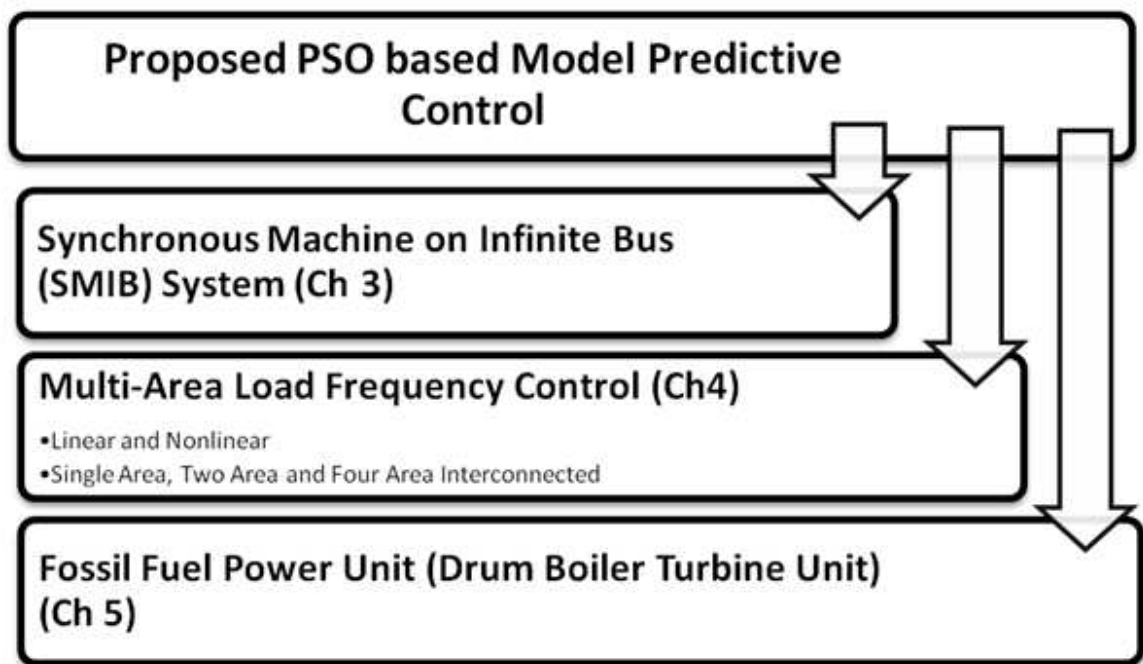 Proposed PSO based Model Predictive
Control
Synchronous Machine on Infinite Bus
(SMIB) System (Ch 3)
Multi-Area Load Frequency Control (Ch4)
•Linear and Nonlinear
•Single Area, Two Area and Four Area Interconnected
Fossil Fuel Power Unit (Drum Boiler Turbine Unit)
(Ch 5)